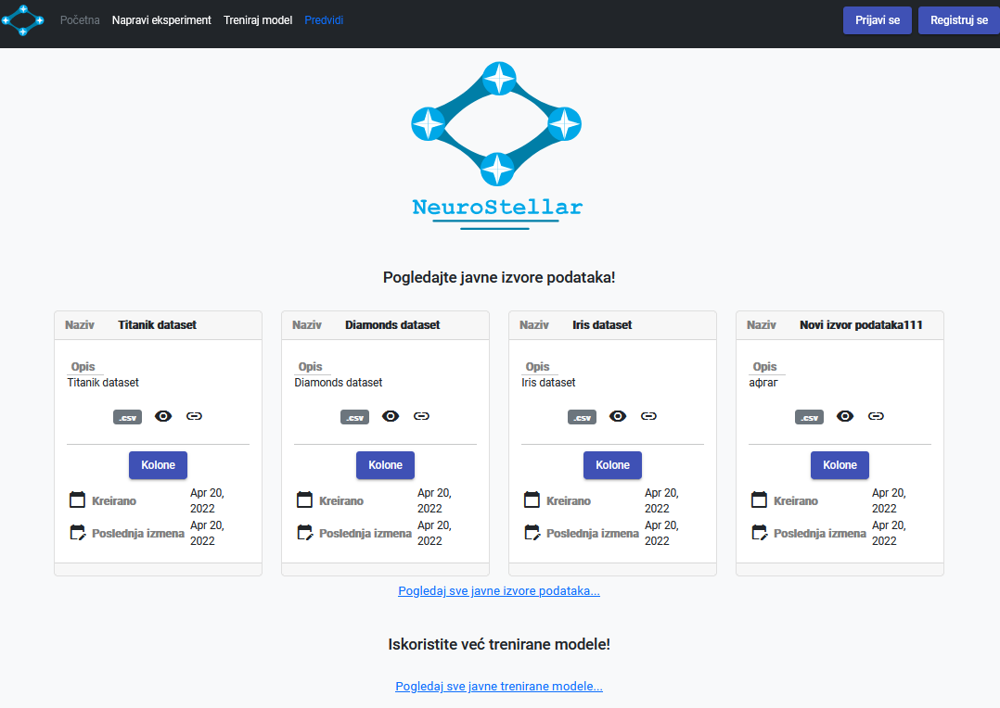 Početna Napravi eksperiment Treniraj model Predvidi Prijavi se Registruj se
NeuroStellar
Pogledajte javne izvore podataka!
Naziv Titanik dataset
Opis
Titanik dataset
.csv
Kolone
Kreirano Apr 20, 2022
Poslednja izmena Apr 20, 2022
Naziv Diamonds dataset
Opis
Diamonds dataset
.csv
Kolone
Kreirano Apr 20, 2022
Poslednja izmena Apr 20, 2022
Naziv Iris dataset
Opis
Iris dataset
.csv
Kolone
Kreirano Apr 20, 2022
Poslednja izmena Apr 20, 2022
Naziv Novi izvor podataka111
Opis
афгаг
.csv
Kolone
Kreirano Apr 20, 2022
Poslednja izmena Apr 20, 2022
Pogledaj sve javne izvore podataka...
Iskoristite već trenirane modele!
Pogledaj sve javne trenirane modele...